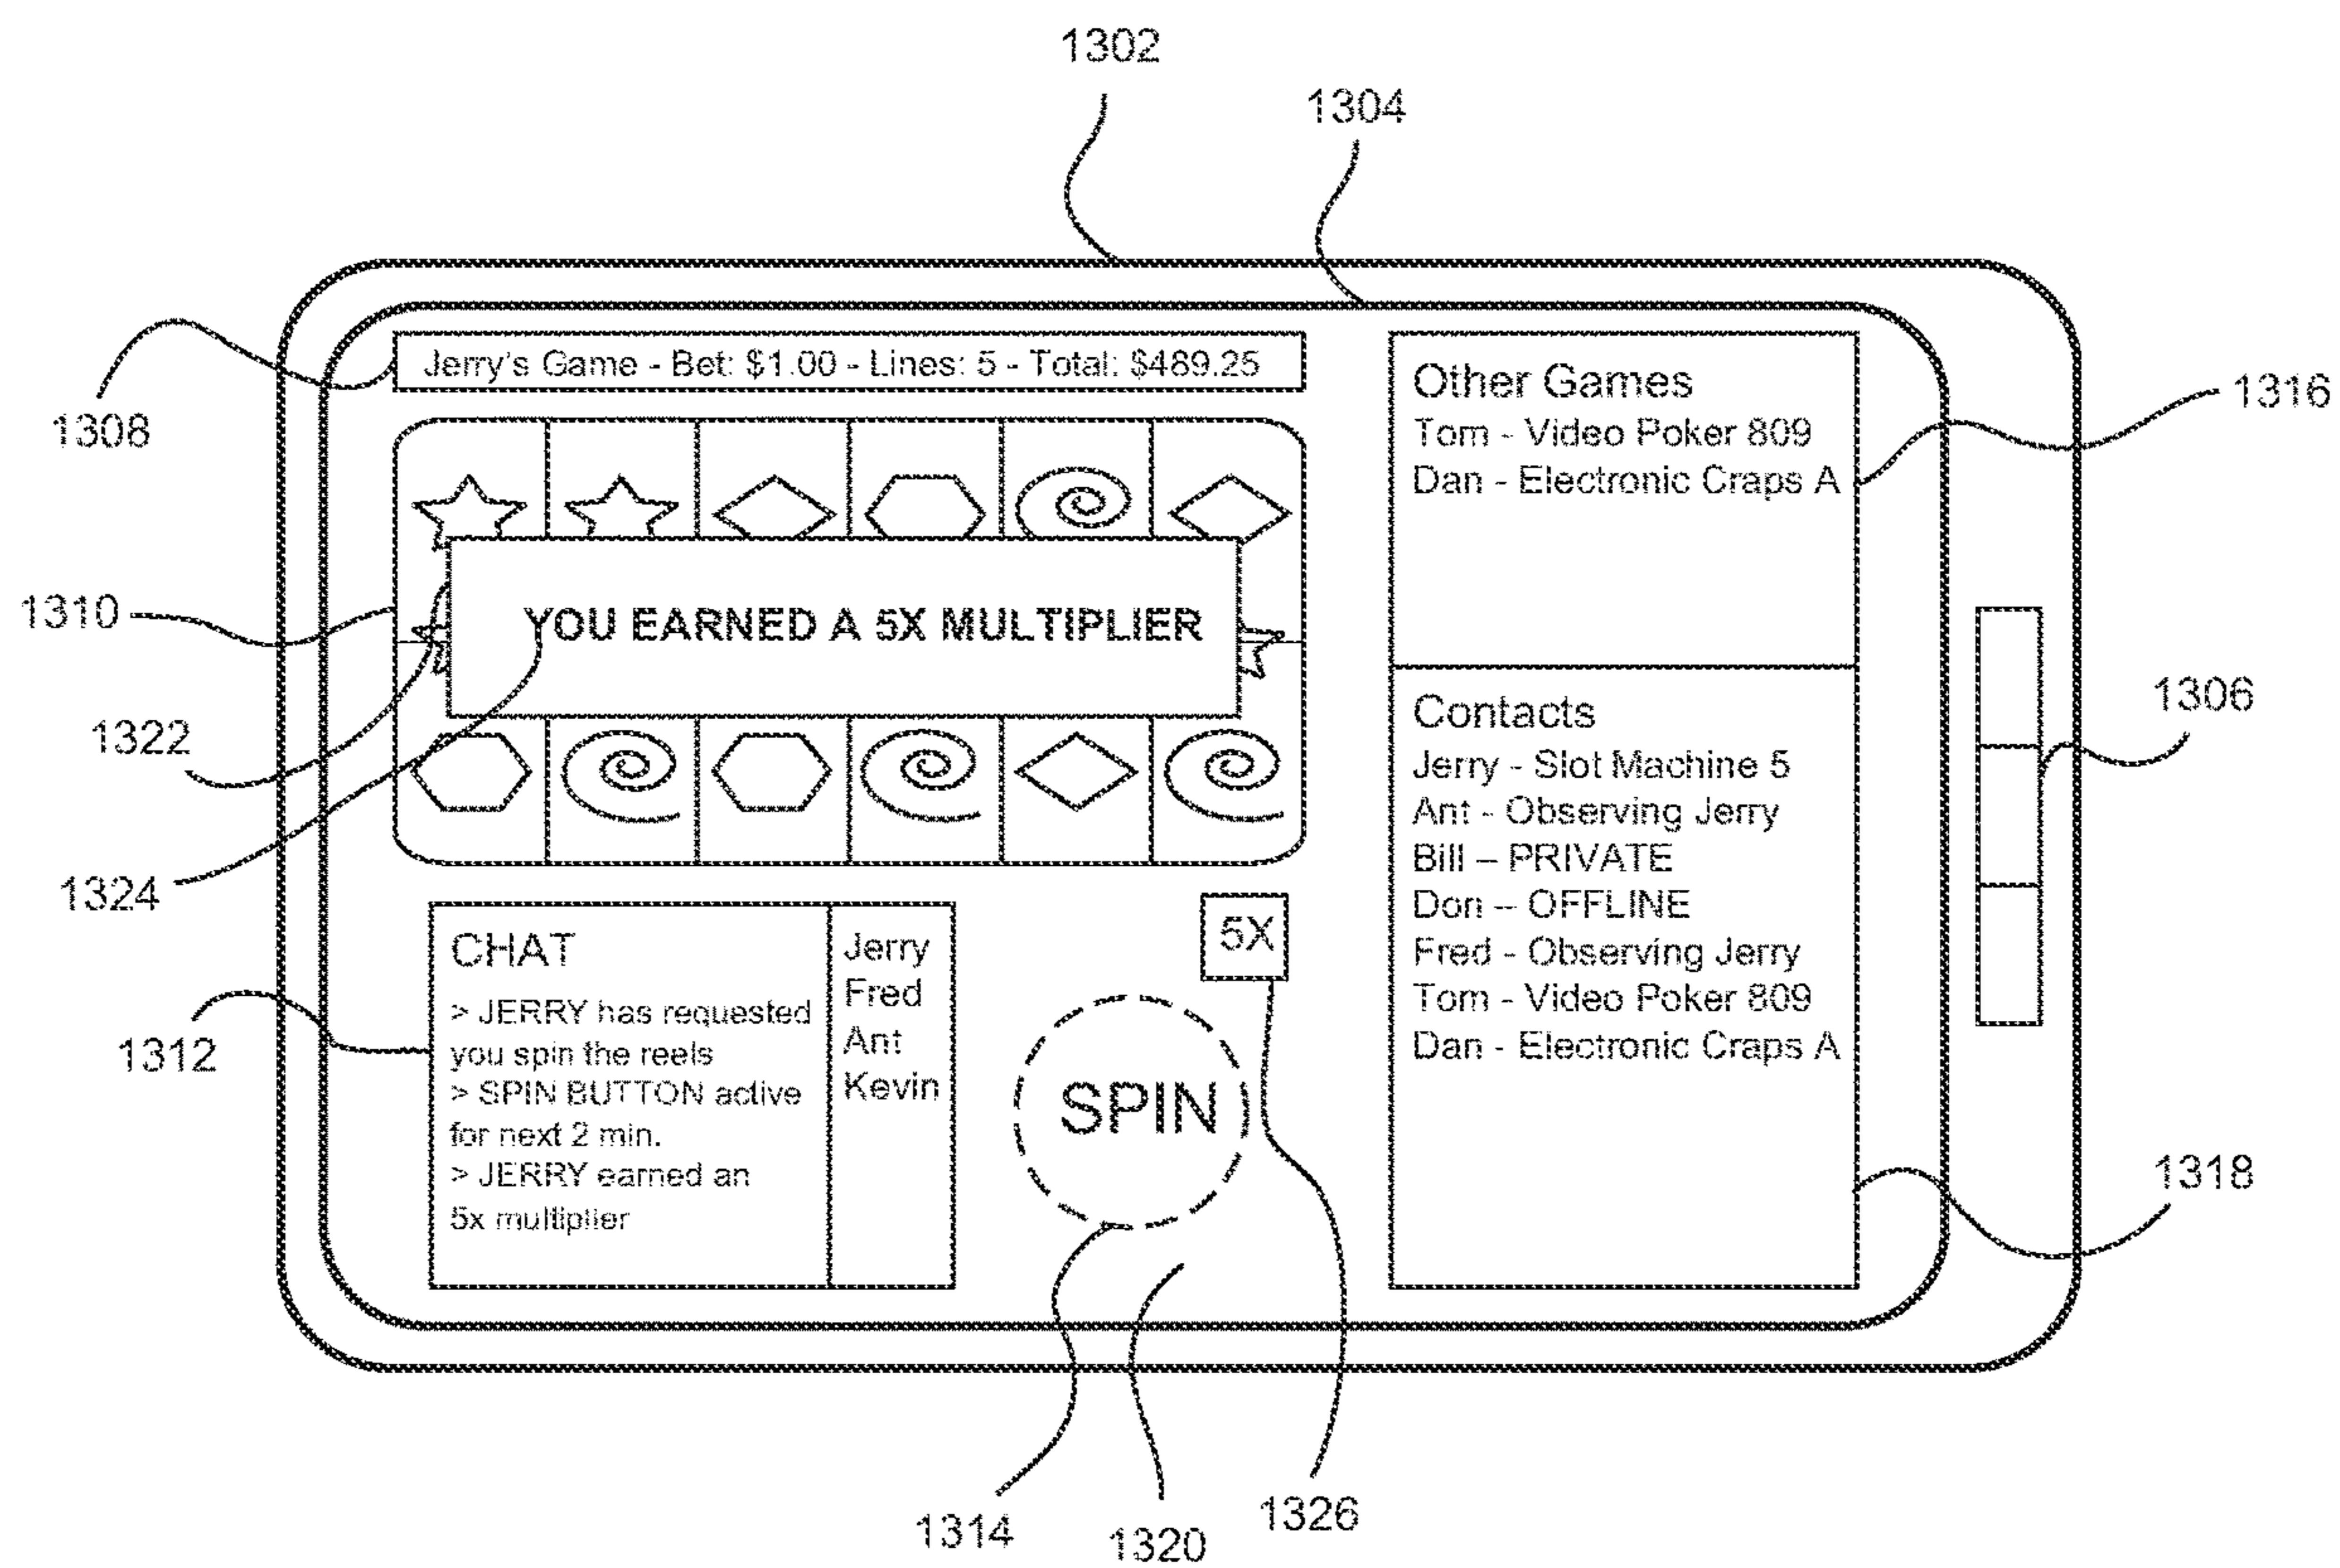 1302
1304
1308
Jerry's Game - Bet: $1.00 - Lines: 5 - Total: $489.25
1310
YOU EARNED A 5X MULTIPLIER
1322
1324
1312
CHAT
> JERRY has requested
you spin the reels
> SPIN BUTTON active
for next 2 min.
> JERRY earned an
5x multiplier
Jerry
Fred
Ant
Kevin
5X
SPIN
Other Games
Tom - Video Poker 809
Dan - Electronic Craps A
1316
Contacts
Jerry - Slot Machine 5
Ant - Observing Jerry
Bill – PRIVATE
Don – OFFLINE
Fred - Observing Jerry
Tom - Video Poker 809
Dan - Electronic Craps A
1306
1318
1314
1320
1326